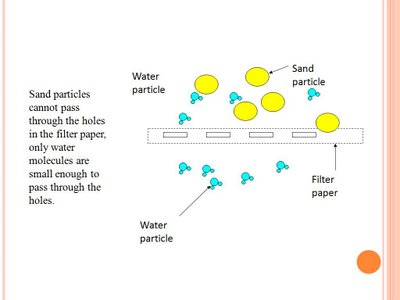 Sand particles
cannot pass
through the holes
in the filter paper,
only water
molecules are
small enough to
pass through the
holes.
Water
particle
Sand
particle
Filter
paper
Water
particle